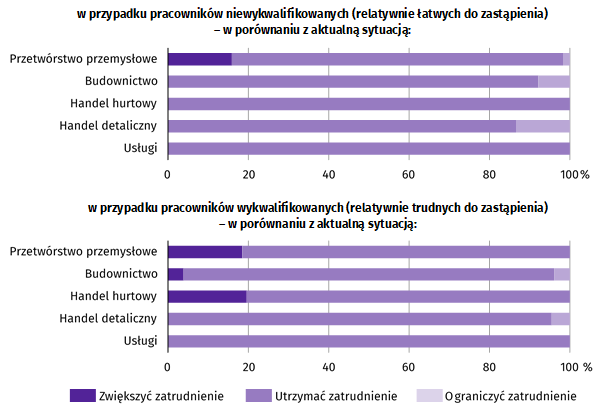 w przypadku pracowników niewykwalifikowanych (relatywnie łatwych do zastąpienia)
– w porównaniu z aktualną sytuacją:
Przetwórstwo przemysłowe
Budownictwo
Handel hurtowy
Handel detaliczny
Usługi
0 20 40 60 80 100 %
w przypadku pracowników wykwalifikowanych (relatywnie trudnych do zastąpienia)
– w porównaniu z aktualną sytuacją:
Przetwórstwo przemysłowe
Budownictwo
Handel hurtowy
Handel detaliczny
Usługi
0 20 40 60 80 100 %
Zwiększyć zatrudnienie Utrzymać zatrudnienie Ograniczyć zatrudnienie